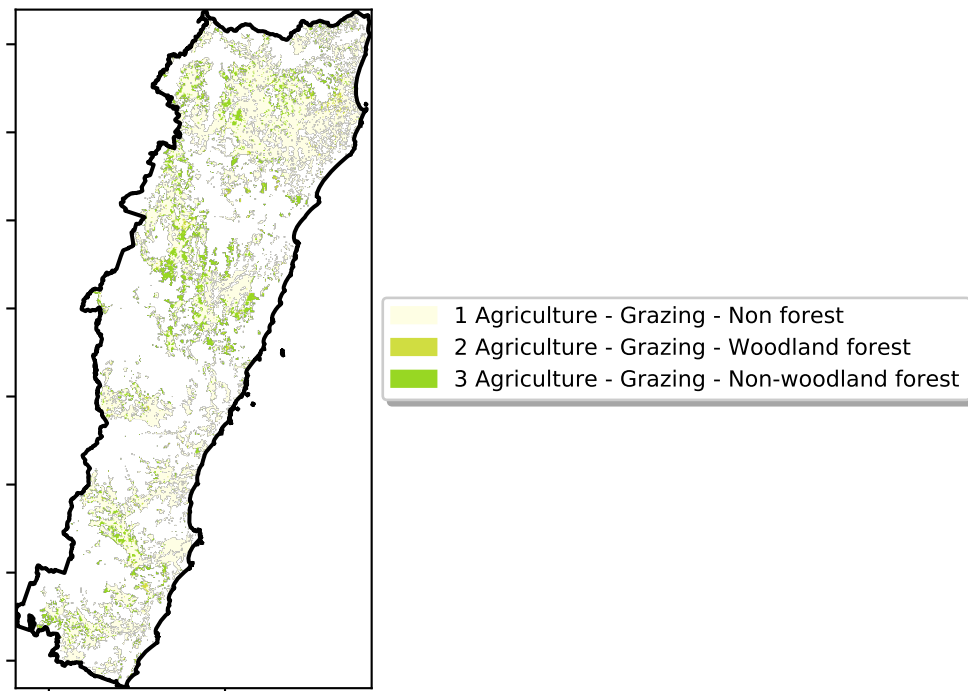 1 Agriculture - Grazing - Non forest
2 Agriculture - Grazing - Woodland forest
3 Agriculture - Grazing - Non-woodland forest